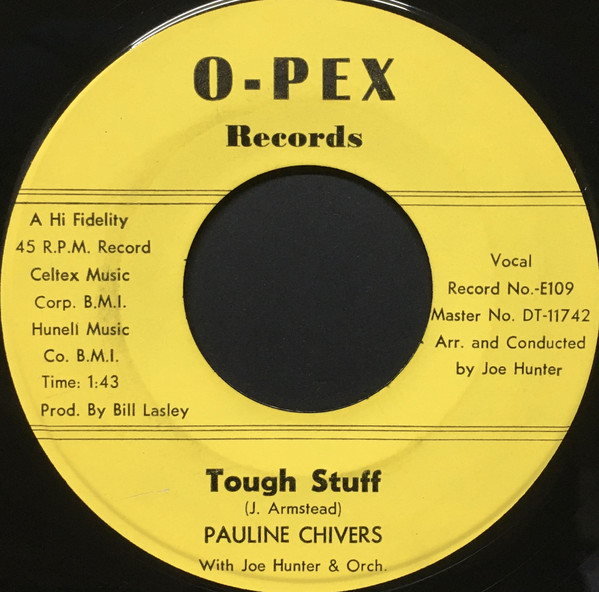 O-PEX
Records
A Hi Fidelity
45 R.P.M. Record
Celtex Music
Corp. B.M.I.
Hunell Music
Co. B.M.I.
Time: 1:43
Prod. By Bill Lasley
Vocal
Record No.-E109
Master No. DT-11742
Arr. and Conducted
by Joe Hunter
Tough Stuff
(J. Armstead)
PAULINE CHIVERS
With Joe Hunter & Orch.